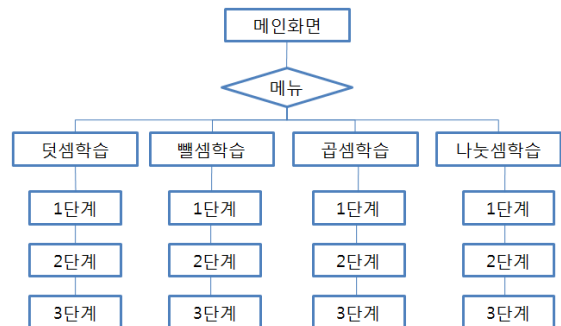 메인화면
메뉴
덧셈학습 뺄셈학습 곱셈학습 나눗셈학습
1단계 1단계 1단계 1단계
2단계 2단계 2단계 2단계
3단계 3단계 3단계 3단계